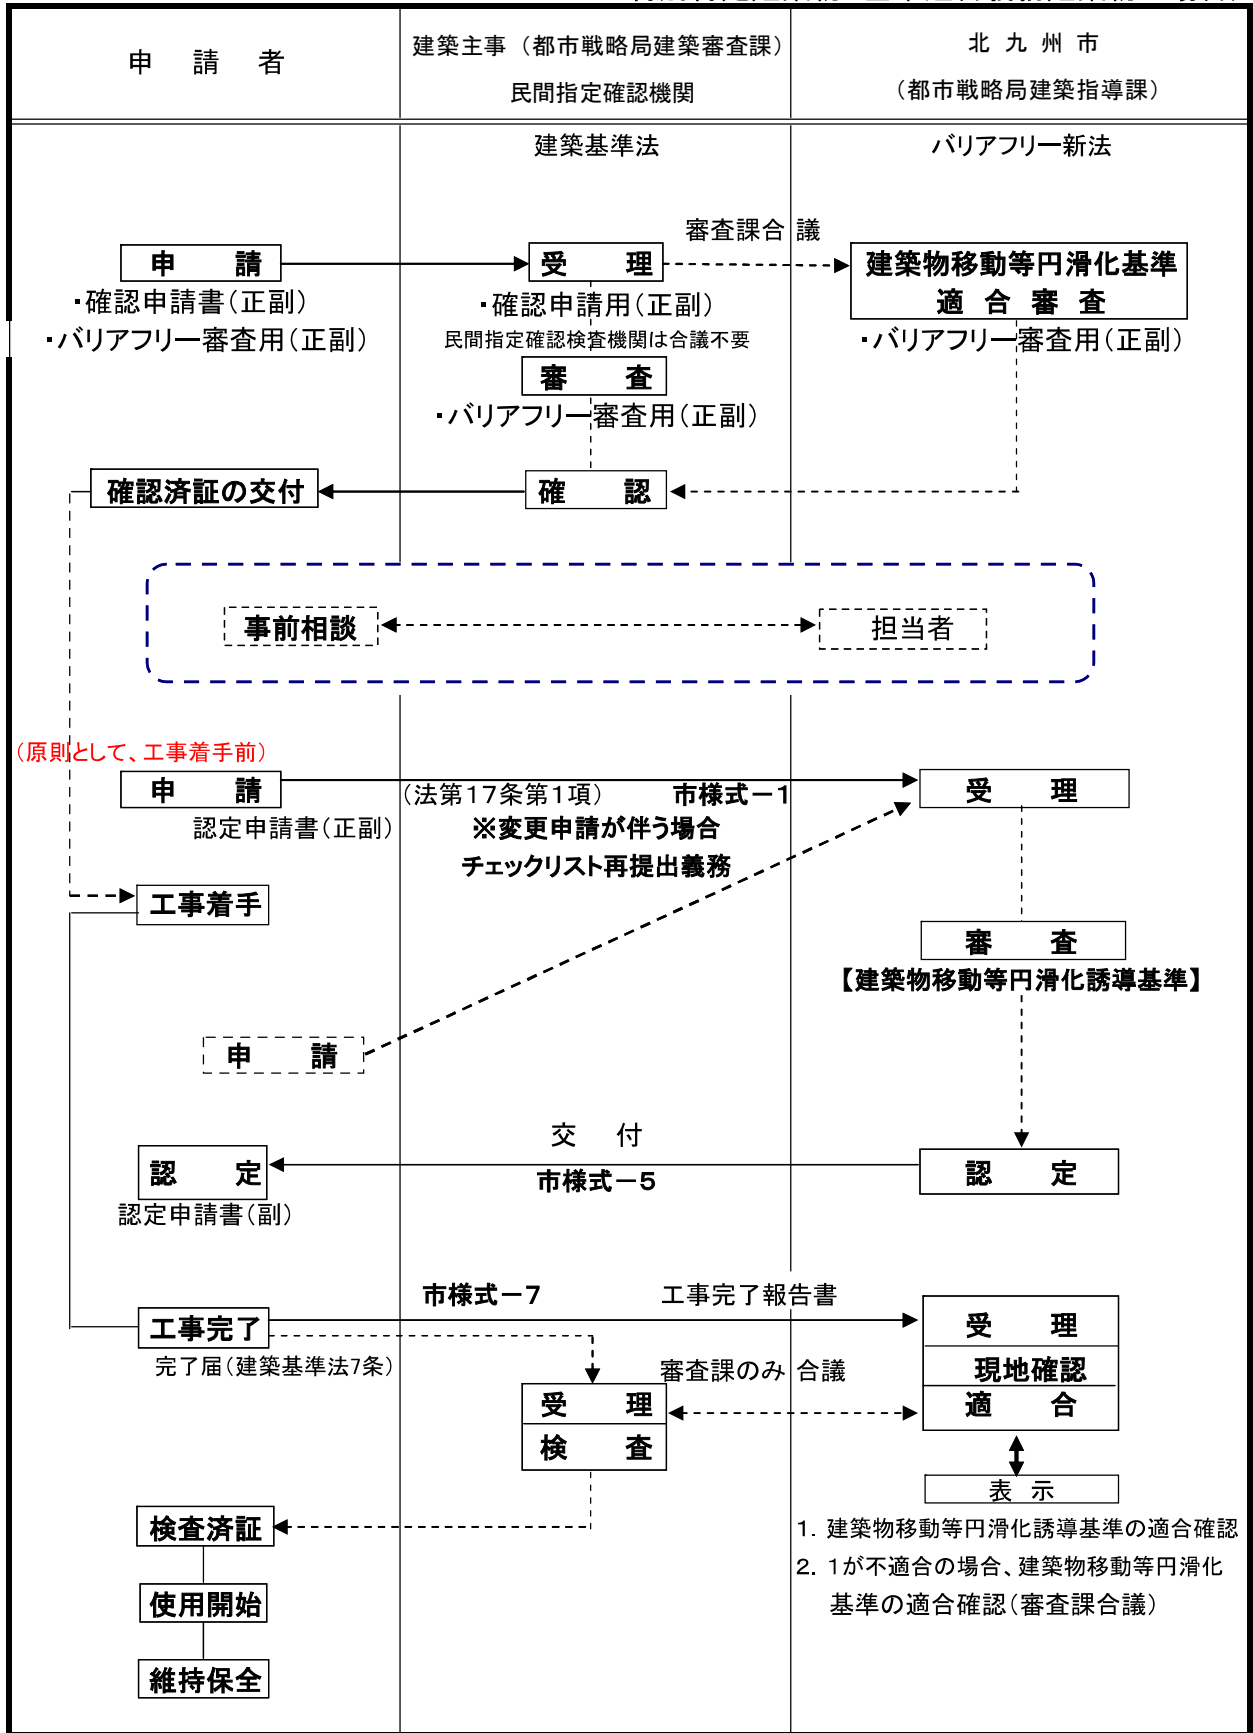 申 請 者
建築主事（都市戦略局建築審査課）
民間指定確認機関
北 九 州 市
（都市戦略局建築指導課）
建築基準法
バリアフリー新法
審査課合 議
申 請
受 理
建築物移動等円滑化基準
適 合 審 査
・確認申請書（正副）
・バリアフリー審査用（正副）
・確認申請用（正副）
民間指定確認検査機関は合議不要
・バリアフリー審査用（正副）
審 査
・バリアフリー審査用（正副）
確認済証の交付
確 認
事前相談
担当者
（原則として、工事着手前）
申 請
（法第17条第1項）
市様式－1
受 理
認定申請書（正副）
※変更申請が伴う場合
チェックリスト再提出義務
工事着手
審 査
【建築物移動等円滑化誘導基準】
申 請
交 付
認 定
市様式－5
認 定
認定申請書（副）
市様式－7
工事完了報告書
工事完了
受 理
完了届（建築基準法7条）
審査課のみ 合議
現地確認
受 理
適 合
検 査
表 示
検査済証
1. 建築物移動等円滑化誘導基準の適合確認
2. 1が不適合の場合、建築物移動等円滑化
基準の適合確認（審査課合議）
使用開始
維持保全